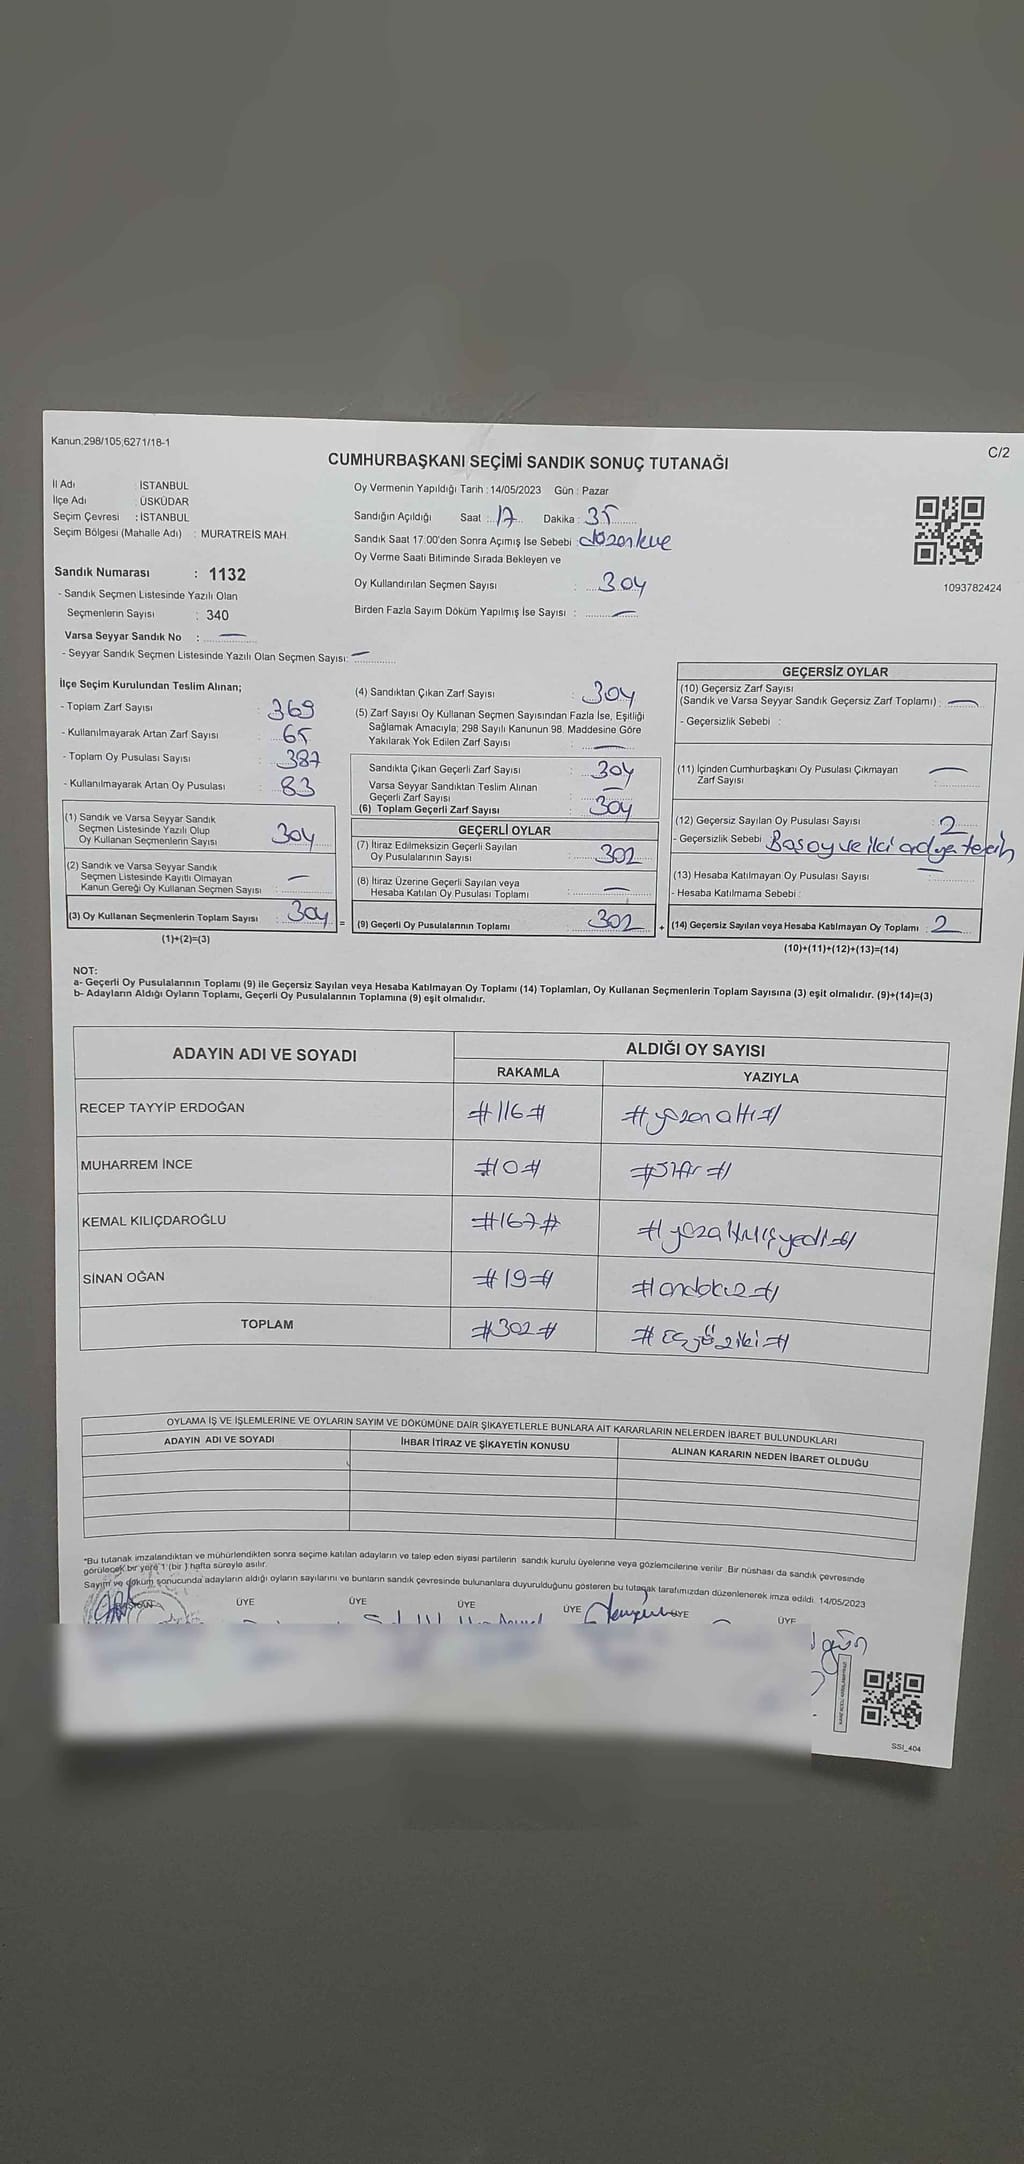 Kanun,298/105,6271/18-1
C/2
CUMHURBAŞKANI SEÇİMİ SANDIK SONUÇ TUTANAĞI
İl Adı : İSTANBUL
İlçe Adı : ÜSKÜDAR
Seçim Çevresi : İSTANBUL
Seçim Bölgesi (Mahalle Adı) : MURATREİS MAH.
Oy Vermenin Yapıldığı Tarih : 14/05/2023 Gün : Pazar
Sandığın Açıldığı Saat : 17 Dakika : 35
Sandık Saat 17:00'den Sonra Açımış İse Sebebi :
Oy Verme Saati Bitiminde Sırada Bekleyen ve
Oy Kullandırılan Seçmen Sayısı : 304
Birden Fazla Sayım Döküm Yapılmış İse Sayısı : —
1093782424
Sandık Numarası : 1132
- Sandık Seçmen Listesinde Yazılı Olan
Seçmenlerin Sayısı : 340
Varsa Seyyar Sandık No : —
- Seyyar Sandık Seçmen Listesinde Yazılı Olan Seçmen Sayısı: —
İlçe Seçim Kurulundan Teslim Alınan;
- Toplam Zarf Sayısı : 369
- Kullanılmayarak Artan Zarf Sayısı : 65
- Toplam Oy Pusulası Sayısı : 387
- Kullanılmayarak Artan Oy Pusulası : 83
(1) Sandık ve Varsa Seyyar Sandık
Seçmen Listesinde Yazılı Olup
Oy Kullanan Seçmenlerin Sayısı : 304
(2) Sandık ve Varsa Seyyar Sandık
Seçmen Listesinde Kayıtlı Olmayan
Kanun Gereği Oy Kullanan Seçmen Sayısı : —
(3) Oy Kullanan Seçmenlerin Toplam Sayısı : 304 =
(1)+(2)=(3)
(4) Sandıktan Çıkan Zarf Sayısı : 304
(5) Zarf Sayısı Oy Kullanan Seçmen Sayısından Fazla İse, Eşitliği
Sağlamak Amacıyla; 298 Sayılı Kanunun 98. Maddesine Göre
Yakılarak Yok Edilen Zarf Sayısı : —
Sandıkta Çıkan Geçerli Zarf Sayısı : 304
Varsa Seyyar Sandıktan Teslim Alınan
Geçerli Zarf Sayısı : —
(6) Toplam Geçerli Zarf Sayısı : 304
GEÇERLİ OYLAR
(7) İtiraz Edilmeksizin Geçerli Sayılan
Oy Pusulalarının Sayısı : 302
(8) İtiraz Üzerine Geçerli Sayılan veya
Hesaba Katılan Oy Pusulası Toplamı : —
(9) Geçerli Oy Pusulalarının Toplamı : 302 +
GEÇERSİZ OYLAR
(10) Geçersiz Zarf Sayısı
(Sandık ve Varsa Seyyar Sandık Geçersiz Zarf Toplamı) : —
- Geçersizlik Sebebi :
(11) İçinden Cumhurbaşkanı Oy Pusulası Çıkmayan
Zarf Sayısı : —
(12) Geçersiz Sayılan Oy Pusulası Sayısı : 2
- Geçersizlik Sebebi : Boş oy ve iki adya tercih
(13) Hesaba Katılmayan Oy Pusulası Sayısı : —
- Hesaba Katılmama Sebebi :
(14) Geçersiz Sayılan veya Hesaba Katılmayan Oy Toplamı : 2
(10)+(11)+(12)+(13)=(14)
NOT:
a- Geçerli Oy Pusulalarının Toplamı (9) ile Geçersiz Sayılan veya Hesaba Katılmayan Oy Toplamı (14) Toplamları, Oy Kullanan Seçmenlerin Toplam Sayısına (3) eşit olmalıdır. (9)+(14)=(3)
b- Adayların Aldığı Oyların Toplamı, Geçerli Oy Pusulalarının Toplamına (9) eşit olmalıdır.
ADAYIN ADI VE SOYADI
ALDIĞI OY SAYISI
RAKAMLA YAZIYLA
RECEP TAYYİP ERDOĞAN #116# #yüzonaltı#
MUHARREM İNCE #0# #sıfır#
KEMAL KILIÇDAROĞLU #167# #yüzaltmışyedi#
SİNAN OĞAN #19# #ondokuz#
TOPLAM #302# #üçyüziki#
OYLAMA İŞ VE İŞLEMLERİNE VE OYLARIN SAYIM VE DÖKÜMÜNE DAİR ŞİKAYETLERLE BUNLARA AİT KARARLARIN NELERDEN İBARET BULUNDUKLARI
ADAYIN ADI VE SOYADI İHBAR İTİRAZ VE ŞİKAYETİN KONUSU ALINAN KARARIN NEDEN İBARET OLDUĞU
*Bu tutanak imzalandıktan ve mühürlendikten sonra seçime katılan adayların ve talep eden siyasi partilerin sandık kurulu üyelerine veya gözlemcilerine verilir. Bir nüshası da sandık çevresinde
görülecek bir yere 1 (bir ) hafta süreyle asılır.
Sayım ve döküm sonucunda adayların aldığı oyların sayılarını ve bunların sandık çevresinde bulunanlara duyurulduğunu gösteren bu tutanak tarafımızdan düzenlenerek imza edildi. 14/05/2023
ÜYE ÜYE ÜYE ÜYE ÜYE ÜYE
SSI_404